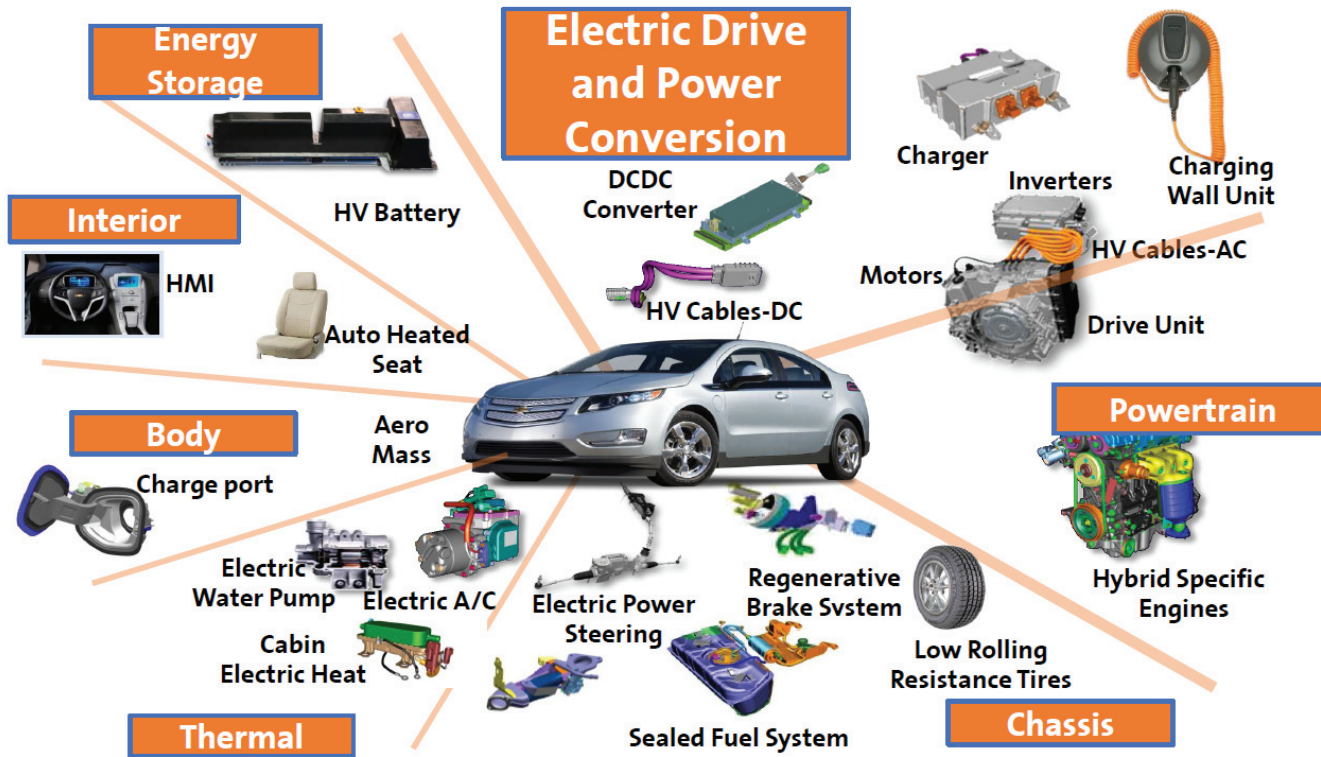 Energy
Storage
HV Battery
Electric Drive
and Power
Conversion
DCDC
Converter
HV Cables-DC
Charger
Charging
Wall Unit
Inverters
HV Cables-AC
Motors
Drive Unit
Interior
HMI
Auto Heated
Seat
Body
Aero
Mass
Charge port
Powertrain
Hybrid Specific
Engines
Electric
Water Pump
Electric A/C
Cabin
Electric Heat
Thermal
Electric Power
Steering
Regenerative
Brake System
Low Rolling
Resistance Tires
Sealed Fuel System
Chassis